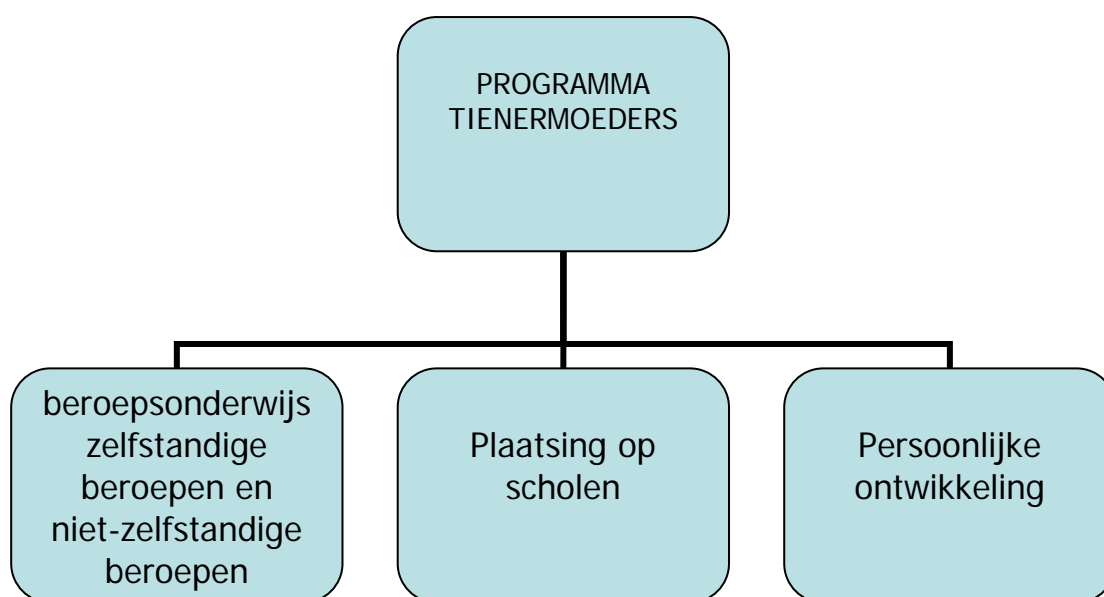 PROGRAMMA
TIENERMOEDERS
beroepsonderwijs
zelfstandige
beroepen en
niet-zelfstandige
beroepen
Plaatsing op
scholen
Persoonlijke
ontwikkeling